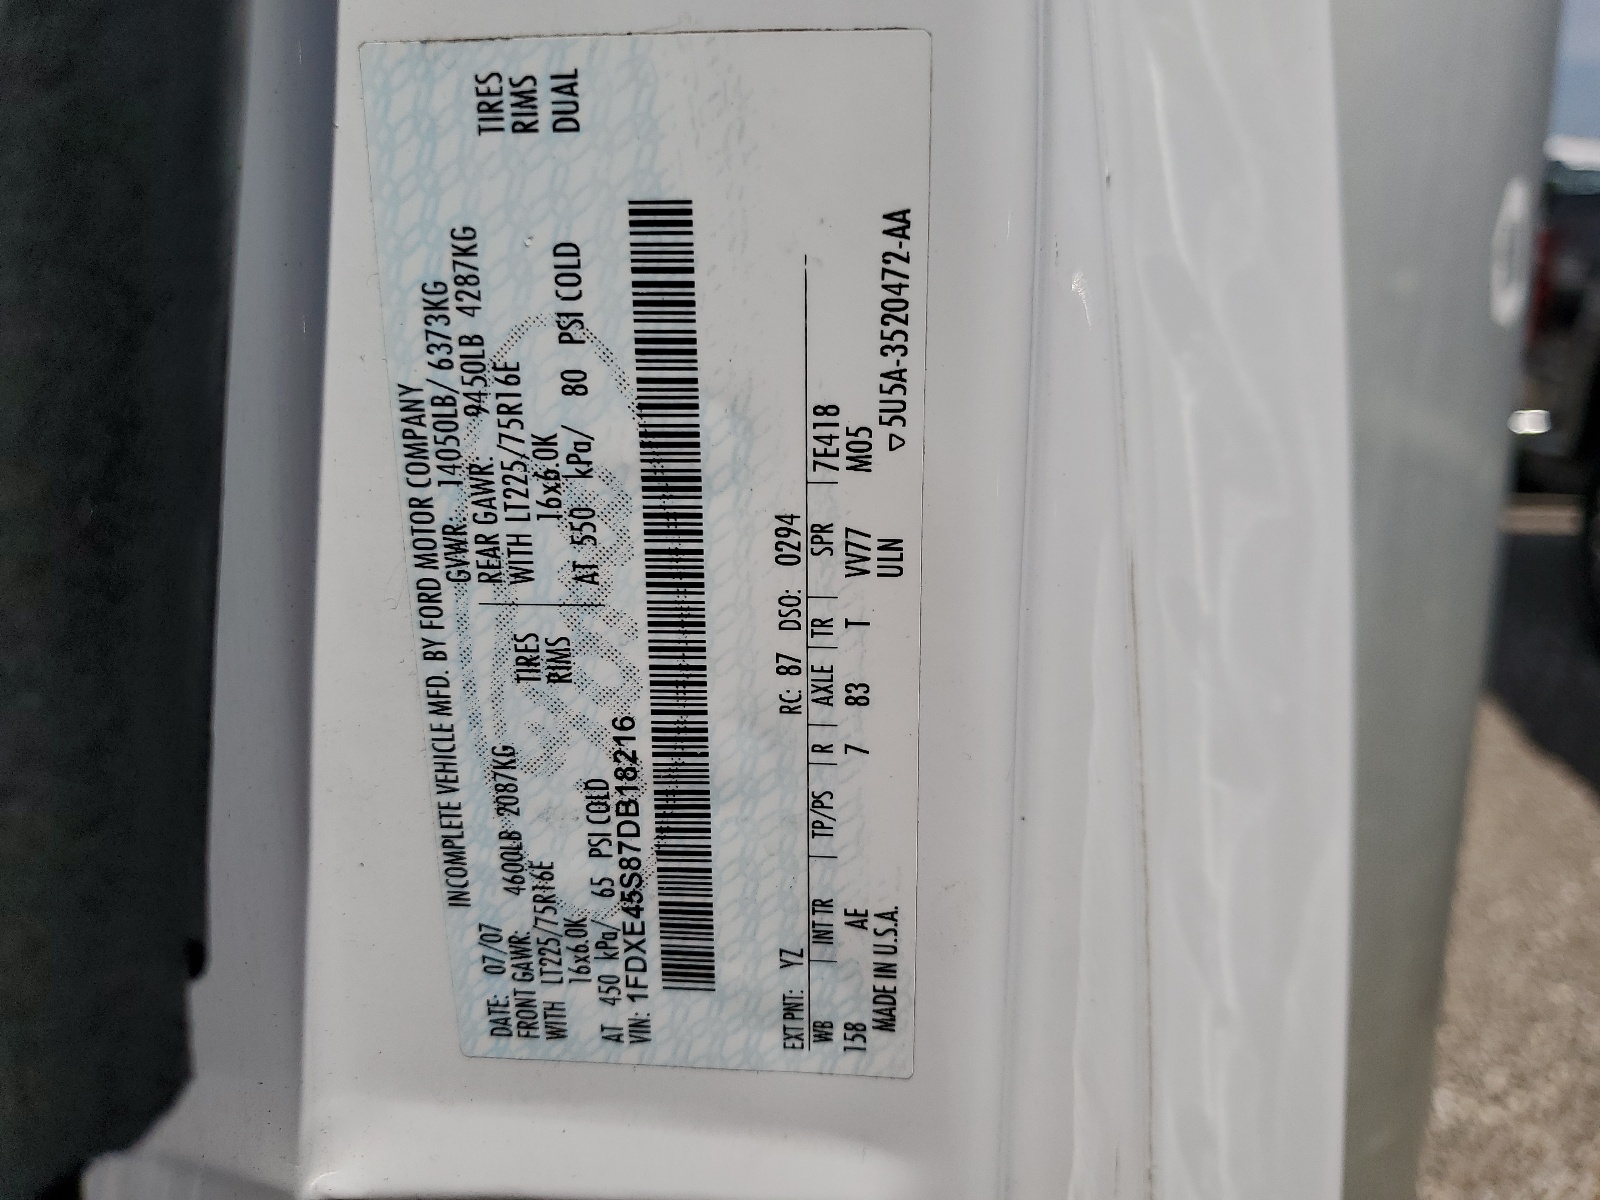 INCOMPLETE VEHICLE MFD. BY FORD MOTOR COMPANY
DATE: 07/07 GVWR: 14050LB/ 6373KG
FRONT GAWR: 4600LB 2087KG REAR GAWR: 9450LB 4287KG
WITH LT225/75R16E TIRES WITH LT225/75R16E TIRES
16x6.0K RIMS 16x6.0K RIMS
AT 450 kPa/ 65 PSI COLD AT 550 kPa/ 80 PSI COLD DUAL
VIN: 1FDXE45S87DB18216
EXT PNT: YZ RC: 87 DSO: 0294
WB | INT TR | TP/PS | R | AXLE | TR | SPR | 7E418
158 AE 7 83 T VV77 M05
MADE IN U.S.A. ULN
▽5U5A-3520472-AA